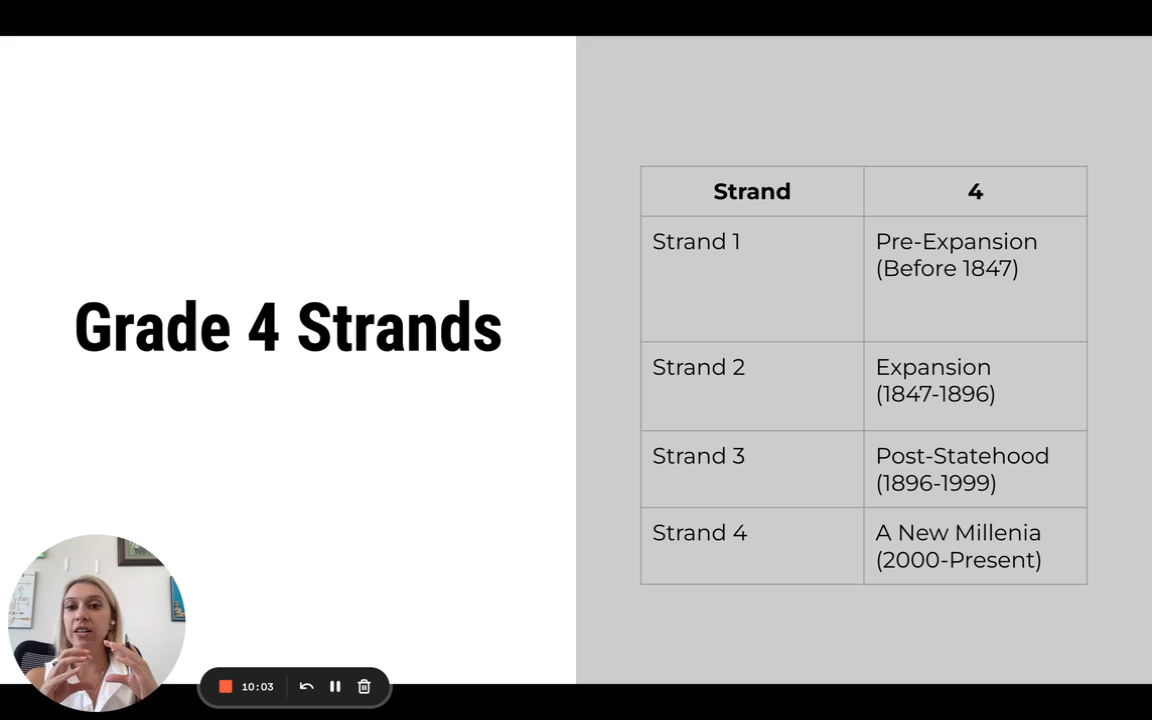 Grade 4 Strands
Strand 4
Strand 1 Pre-Expansion
(Before 1847)
Strand 2 Expansion
(1847-1896)
Strand 3 Post-Statehood
(1896-1999)
Strand 4 A New Millenia
(2000-Present)
10:03